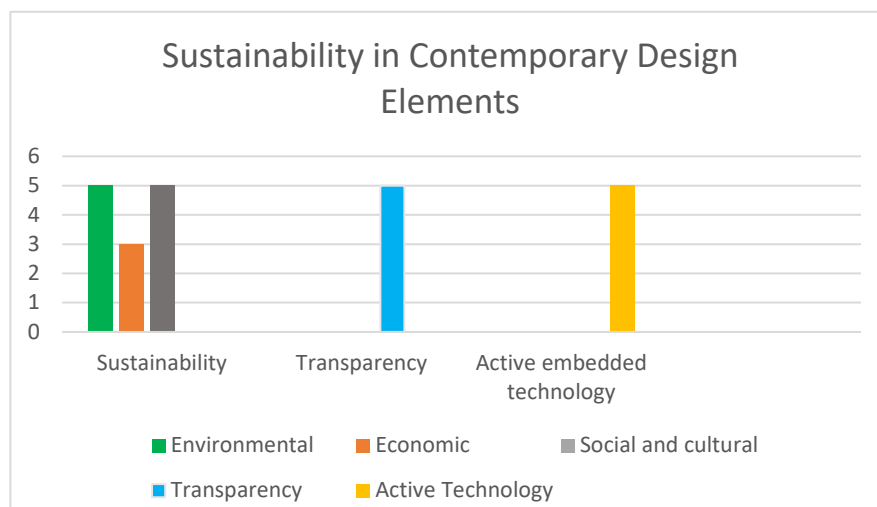 Sustainability in Contemporary Design
Elements
6
5
4
3
2
1
0
Sustainability Transparency Active embedded
technology
Environmental Economic Social and cultural
Transparency Active Technology